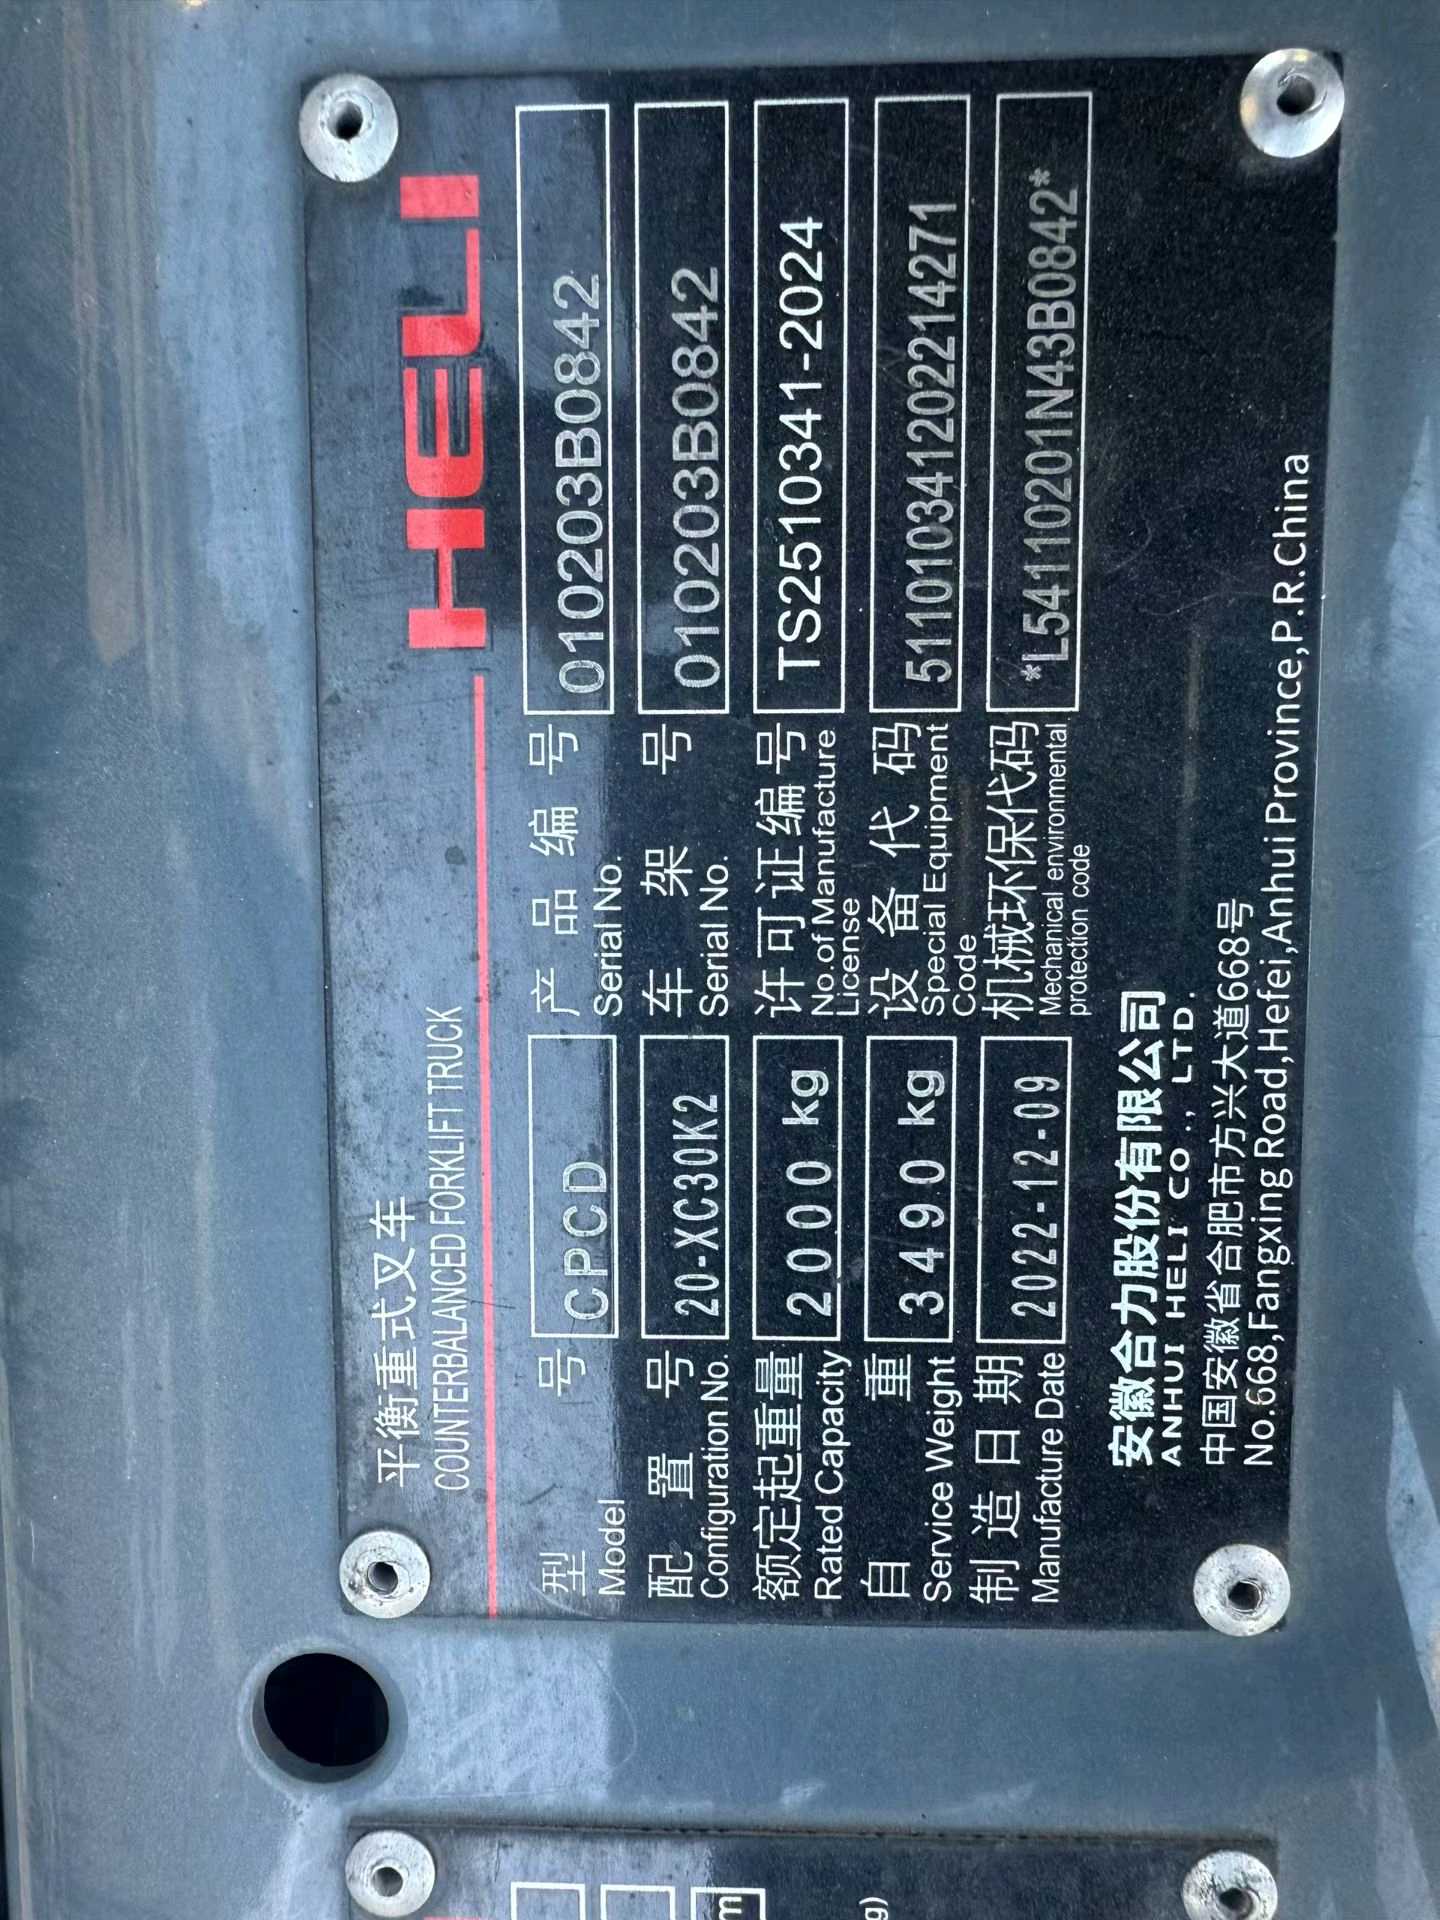 平衡重式叉车
COUNTERBALANCED FORKLIFT TRUCK
HELI
型号 CPCD 产品编号 010203B0842
Model Serial No.
配置号 20-XC30K2 车架号 010203B0842
Configuration No. Serial No.
额定起重量 2000 kg 许可证编号 TS2510341-2024
Rated Capacity No.of Manufacture
License
自重 3490 kg 设备代码 511010341202214271
Service Weight Special Equipment
Code
制造日期 2022-12-09 机械环保代码 *L54110201N43B0842*
Manufacture Date Mechanical environmental
protection code
安徽合力股份有限公司
ANHUI HELI CO., LTD.
中国安徽省合肥市方兴大道668号
No.668,Fangxing Road,Hefei,Anhui Province,P.R.China